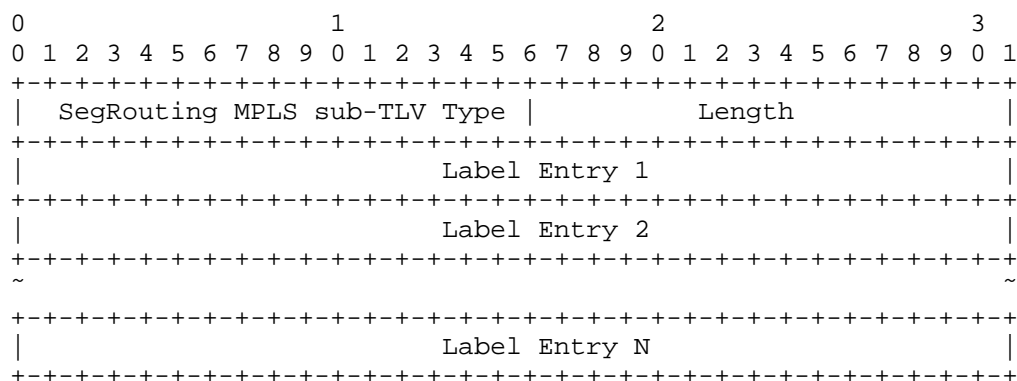 0                   1                   2                   3
0 1 2 3 4 5 6 7 8 9 0 1 2 3 4 5 6 7 8 9 0 1 2 3 4 5 6 7 8 9 0 1
+-+-+-+-+-+-+-+-+-+-+-+-+-+-+-+-+-+-+-+-+-+-+-+-+-+-+-+-+-+-+-+
|  SegRouting MPLS sub-TLV Type |          Length             |
+-+-+-+-+-+-+-+-+-+-+-+-+-+-+-+-+-+-+-+-+-+-+-+-+-+-+-+-+-+-+-+
|                          Label Entry 1                      |
+-+-+-+-+-+-+-+-+-+-+-+-+-+-+-+-+-+-+-+-+-+-+-+-+-+-+-+-+-+-+-+
|                          Label Entry 2                      |
+-+-+-+-+-+-+-+-+-+-+-+-+-+-+-+-+-+-+-+-+-+-+-+-+-+-+-+-+-+-+-+
~                                                             ~
+-+-+-+-+-+-+-+-+-+-+-+-+-+-+-+-+-+-+-+-+-+-+-+-+-+-+-+-+-+-+-+
|                          Label Entry N                      |
+-+-+-+-+-+-+-+-+-+-+-+-+-+-+-+-+-+-+-+-+-+-+-+-+-+-+-+-+-+-+-+